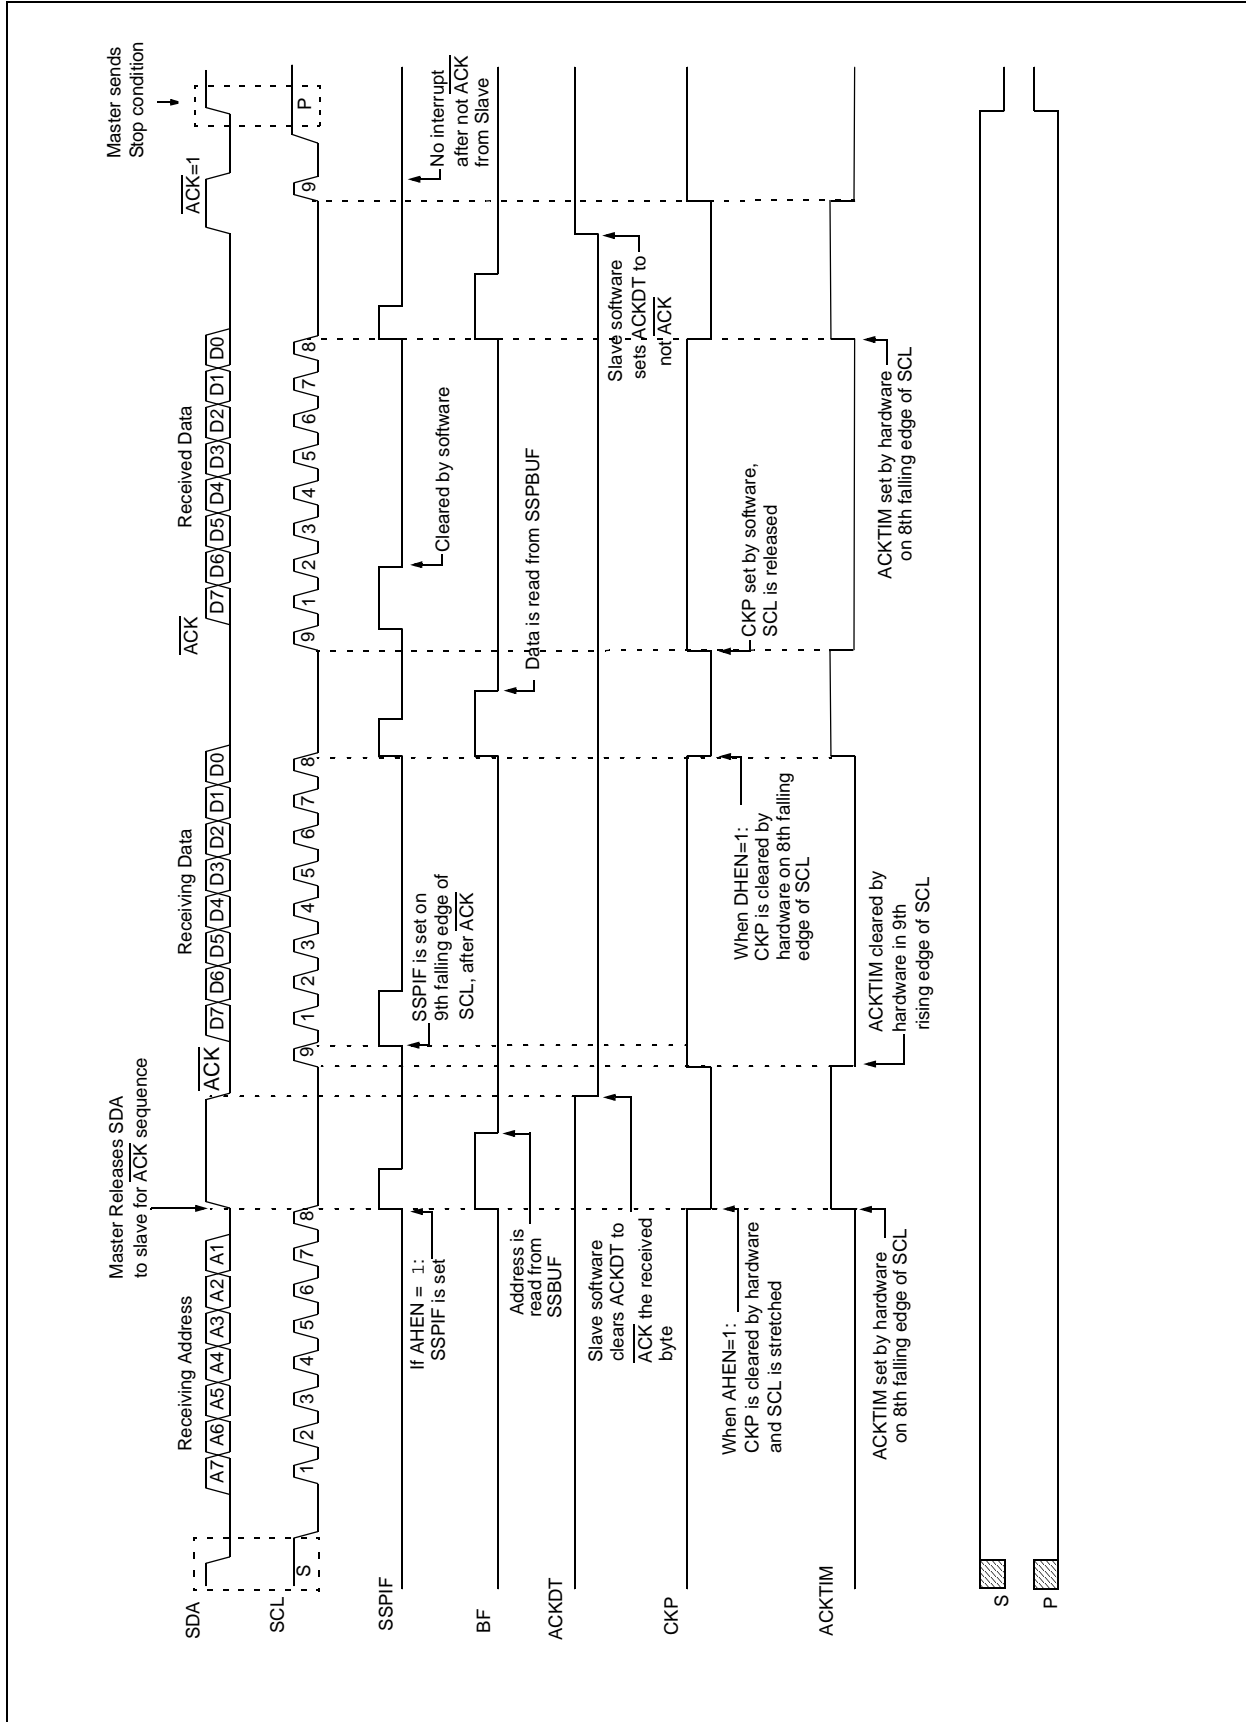 Master Releases SDA
to slave for ACK sequence
Master sends
Stop condition
Receiving Address
Receiving Data
Received Data
ACK
ACK
ACK=1
SDA
A7 A6 A5 A4 A3 A2 A1
D7 D6 D5 D4 D3 D2 D1 D0
D7 D6 D5 D4 D3 D2 D1 D0
SCL
S
1 2 3 4 5 6 7 8 9
1 2 3 4 5 6 7 8 9
1 2 3 4 5 6 7 8 9
P
SSPIF
If AHEN = 1:
SSPIF is set
SSPIF is set on
9th falling edge of
SCL, after ACK
Cleared by software
No interrupt
after not ACK
from Slave
BF
Address is
read from
SSBUF
Data is read from SSPBUF
ACKDT
Slave software
clears ACKDT to
ACK the received
byte
Slave software
sets ACKDT to
not ACK
CKP
When AHEN=1:
CKP is cleared by hardware
and SCL is stretched
When DHEN=1:
CKP is cleared by
hardware on 8th falling
edge of SCL
CKP set by software,
SCL is released
ACKTIM
ACKTIM set by hardware
on 8th falling edge of SCL
ACKTIM cleared by
hardware in 9th
rising edge of SCL
ACKTIM set by hardware
on 8th falling edge of SCL
S
P